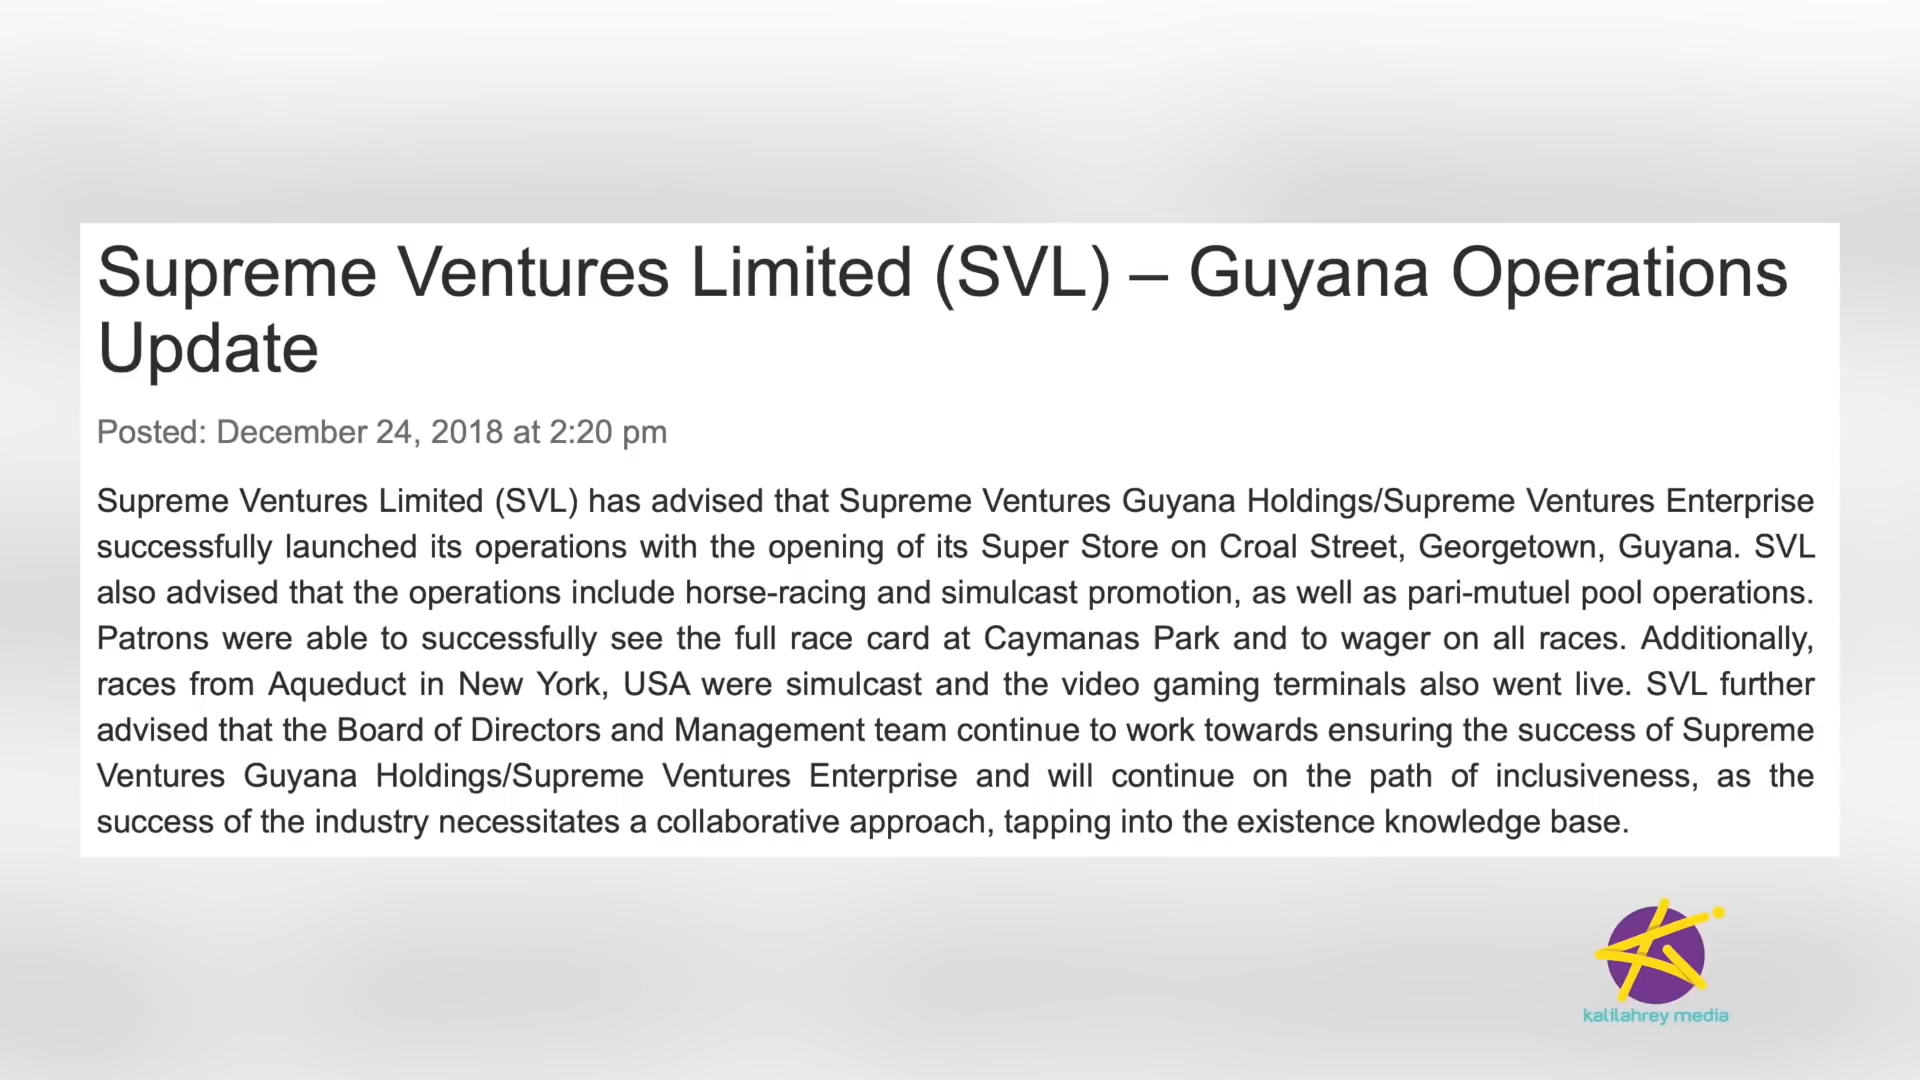 Supreme Ventures Limited (SVL) – Guyana Operations
Update
Posted: December 24, 2018 at 2:20 pm
Supreme Ventures Limited (SVL) has advised that Supreme Ventures Guyana Holdings/Supreme Ventures Enterprise
successfully launched its operations with the opening of its Super Store on Croal Street, Georgetown, Guyana. SVL
also advised that the operations include horse-racing and simulcast promotion, as well as pari-mutuel pool operations.
Patrons were able to successfully see the full race card at Caymanas Park and to wager on all races. Additionally,
races from Aqueduct in New York, USA were simulcast and the video gaming terminals also went live. SVL further
advised that the Board of Directors and Management team continue to work towards ensuring the success of Supreme
Ventures Guyana Holdings/Supreme Ventures Enterprise and will continue on the path of inclusiveness, as the
success of the industry necessitates a collaborative approach, tapping into the existence knowledge base.
kalilahrey media